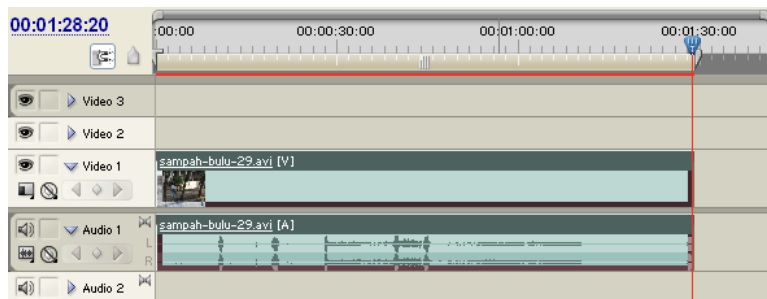 00:01:28:20
:00:00 00:00:30:00 00:01:00:00 00:01:30:00
Video 3
Video 2
Video 1
sampah-bulu-29.avi [V]
Audio 1
sampah-bulu-29.avi [A]
L
R
Audio 2